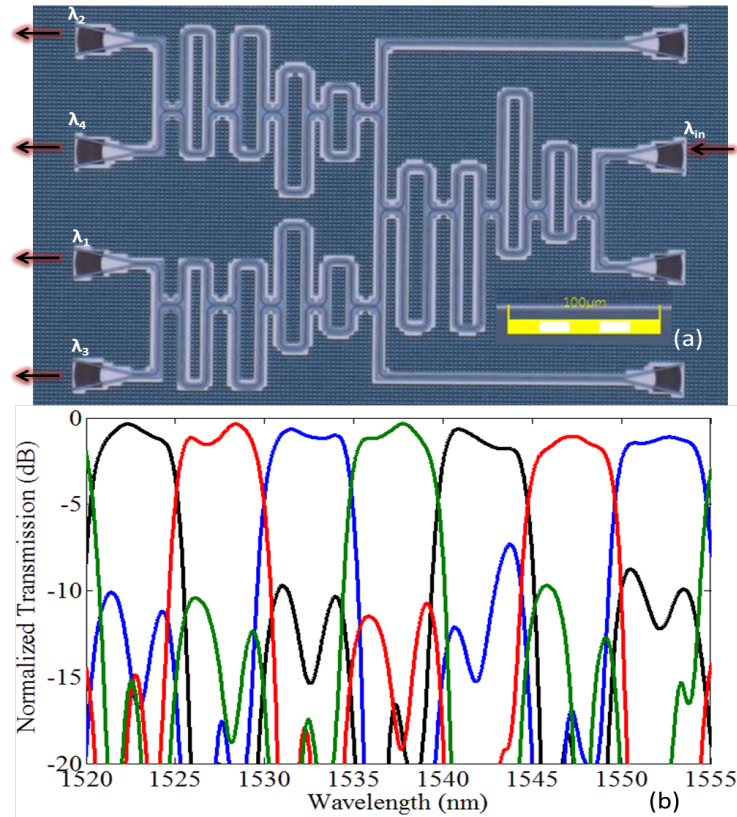 λ2
λ4
λin
λ1
100µm
(a)
λ3
Normalized Transmission (dB)
0
-5
-10
-15
-20
1520 1525 1530 1535 1540 1545 1550 1555
Wavelength (nm)
(b)